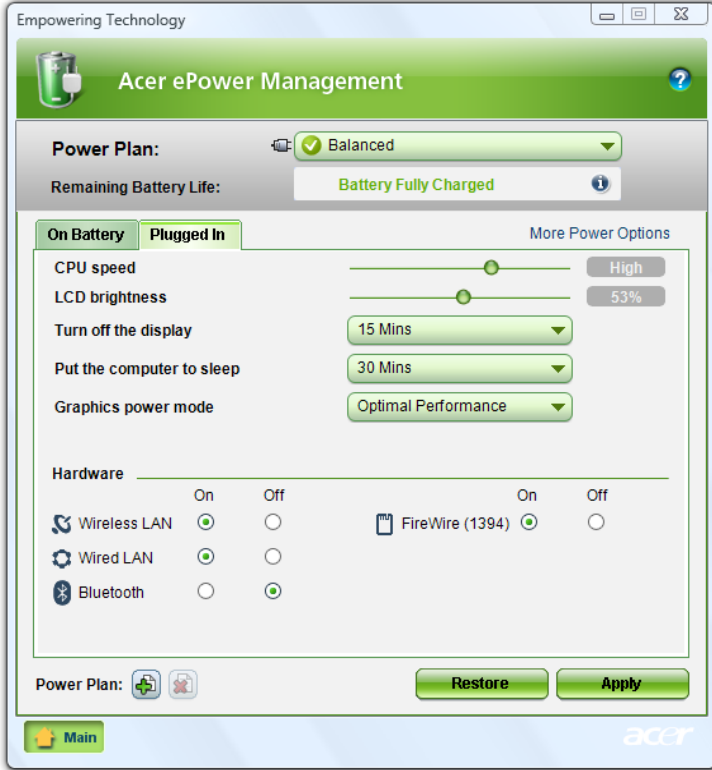 Empowering Technology
Acer ePower Management
?
Power Plan: Balanced
Remaining Battery Life: Battery Fully Charged i
On Battery Plugged In More Power Options
CPU speed High
LCD brightness 53%
Turn off the display 15 Mins
Put the computer to sleep 30 Mins
Graphics power mode Optimal Performance
Hardware
On Off On Off
Wireless LAN FireWire (1394)
Wired LAN
Bluetooth
Power Plan: Restore Apply
Main acer